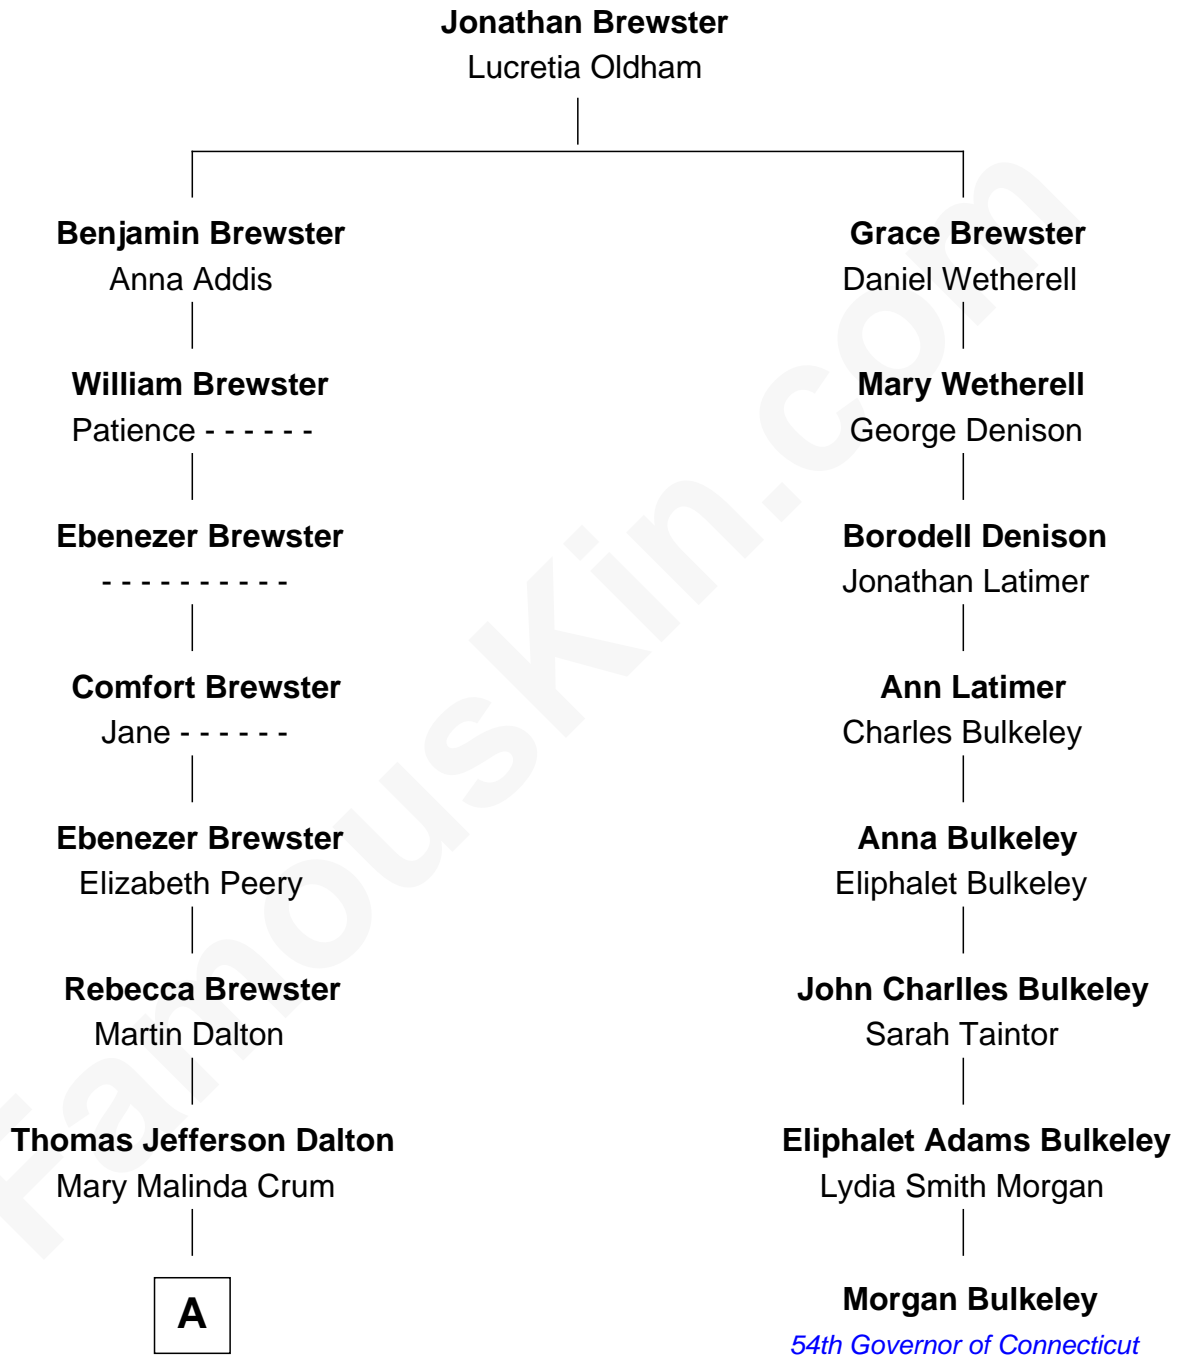 Jonathan Brewster
Lucretia Oldham
Benjamin Brewster
Anna Addis
William Brewster
Patience - - - - - -
Ebenezer Brewster
- - - - - - - - - -
Comfort Brewster
Jane - - - - - -
Ebenezer Brewster
Elizabeth Peery
Rebecca Brewster
Martin Dalton
Thomas Jefferson Dalton
Mary Malinda Crum
A
Grace Brewster
Daniel Wetherell
Mary Wetherell
George Denison
Borodell Denison
Jonathan Latimer
Ann Latimer
Charles Bulkeley
Anna Bulkeley
Eliphalet Bulkeley
John Charlles Bulkeley
Sarah Taintor
Eliphalet Adams Bulkeley
Lydia Smith Morgan
Morgan Bulkeley
54th Governor of Connecticut
FamousKin.com